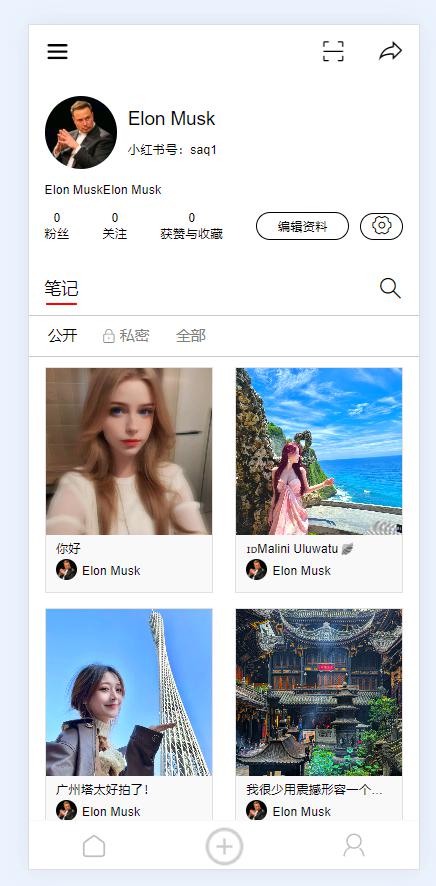 Elon Musk
小红书号：saq1
Elon MuskElon Musk
0 0 0
粉丝 关注 获赞与收藏 编辑资料
笔记
公开 私密 全部
你好 ɪᴅMalini Uluwatu
Elon Musk Elon Musk
广州塔太好拍了! 我很少用震撼形容一个...
Elon Musk Elon Musk